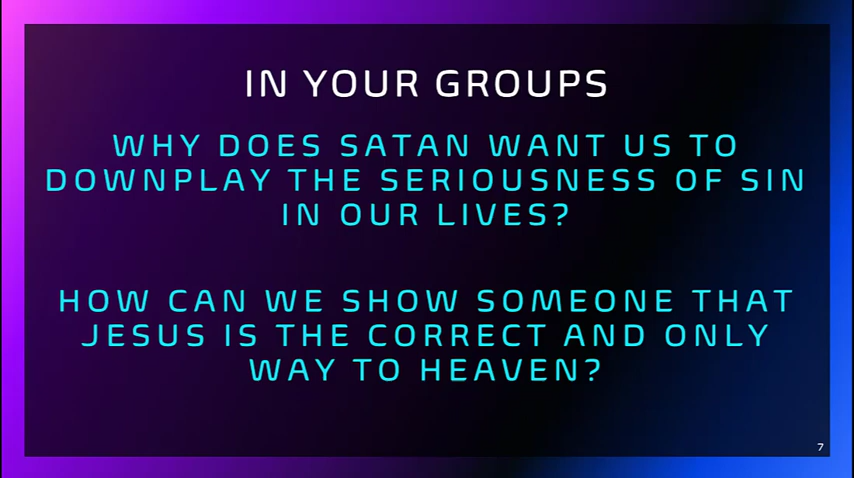 IN YOUR GROUPS
WHY DOES SATAN WANT US TO
DOWNPLAY THE SERIOUSNESS OF SIN
IN OUR LIVES?
HOW CAN WE SHOW SOMEONE THAT
JESUS IS THE CORRECT AND ONLY
WAY TO HEAVEN?
7